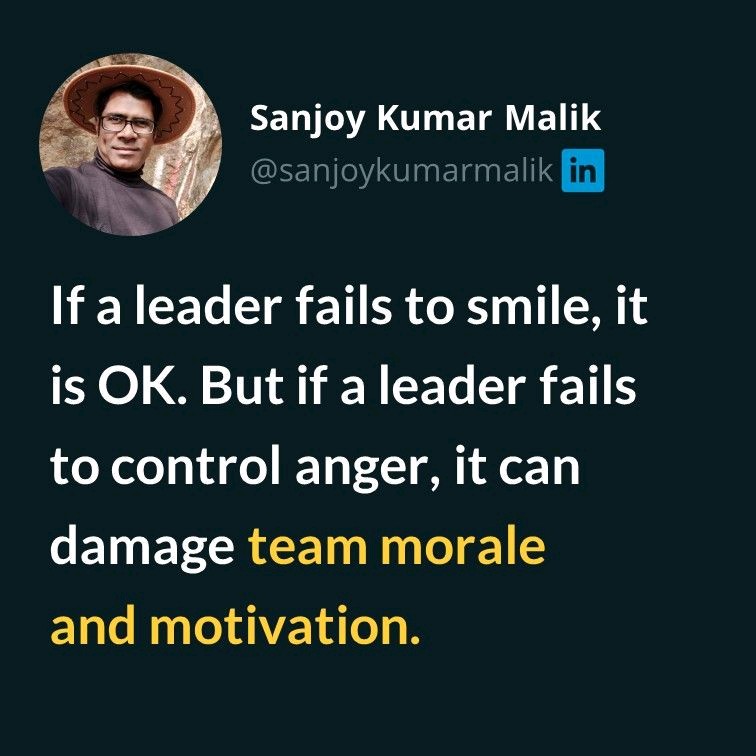 Sanjoy Kumar Malik
@sanjoykumarmalik in
If a leader fails to smile, it
is OK. But if a leader fails
to control anger, it can
damage team morale
and motivation.